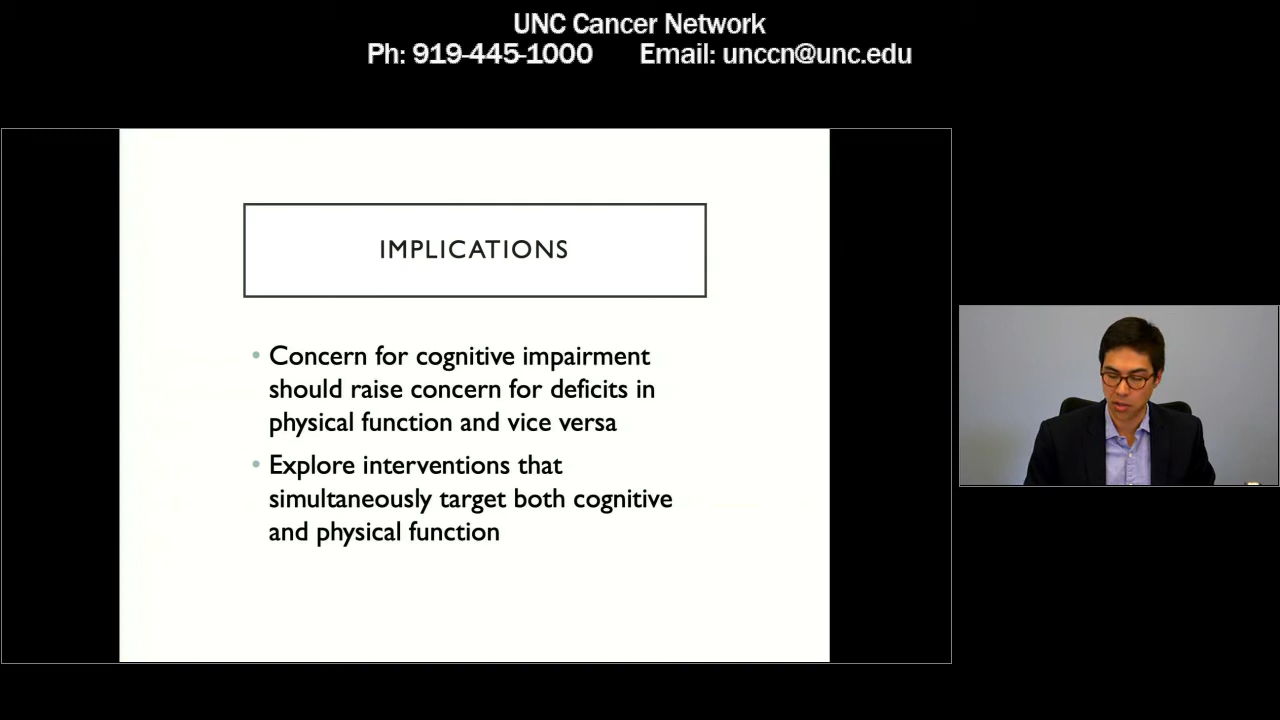 UNC Cancer Network
Ph: 919-445-1000 Email: unccn@unc.edu
IMPLICATIONS
• Concern for cognitive impairment
should raise concern for deficits in
physical function and vice versa
• Explore interventions that
simultaneously target both cognitive
and physical function